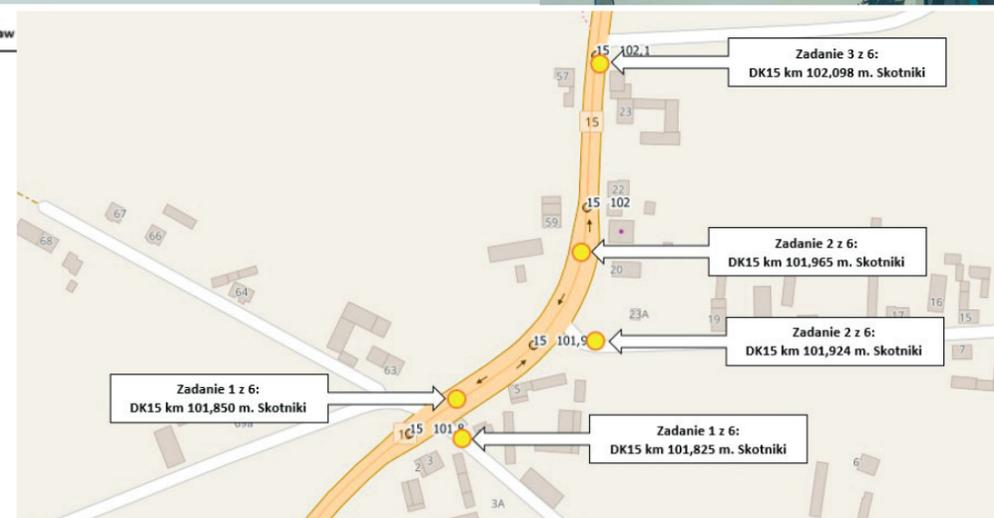 aw
15 102,1
Zadanie 3 z 6:
DK15 km 102,098 m. Skotniki
57
23
15
22
15 102
59
67
66
68
Zadanie 2 z 6:
DK15 km 101,965 m. Skotniki
20
64
16
15
17
23A
19
Zadanie 2 z 6:
DK15 km 101,924 m. Skotniki
15 101,9
7
63
5
Zadanie 1 z 6:
DK15 km 101,850 m. Skotniki
69a
15 101,8
Zadanie 1 z 6:
DK15 km 101,825 m. Skotniki
2
3
6
3A